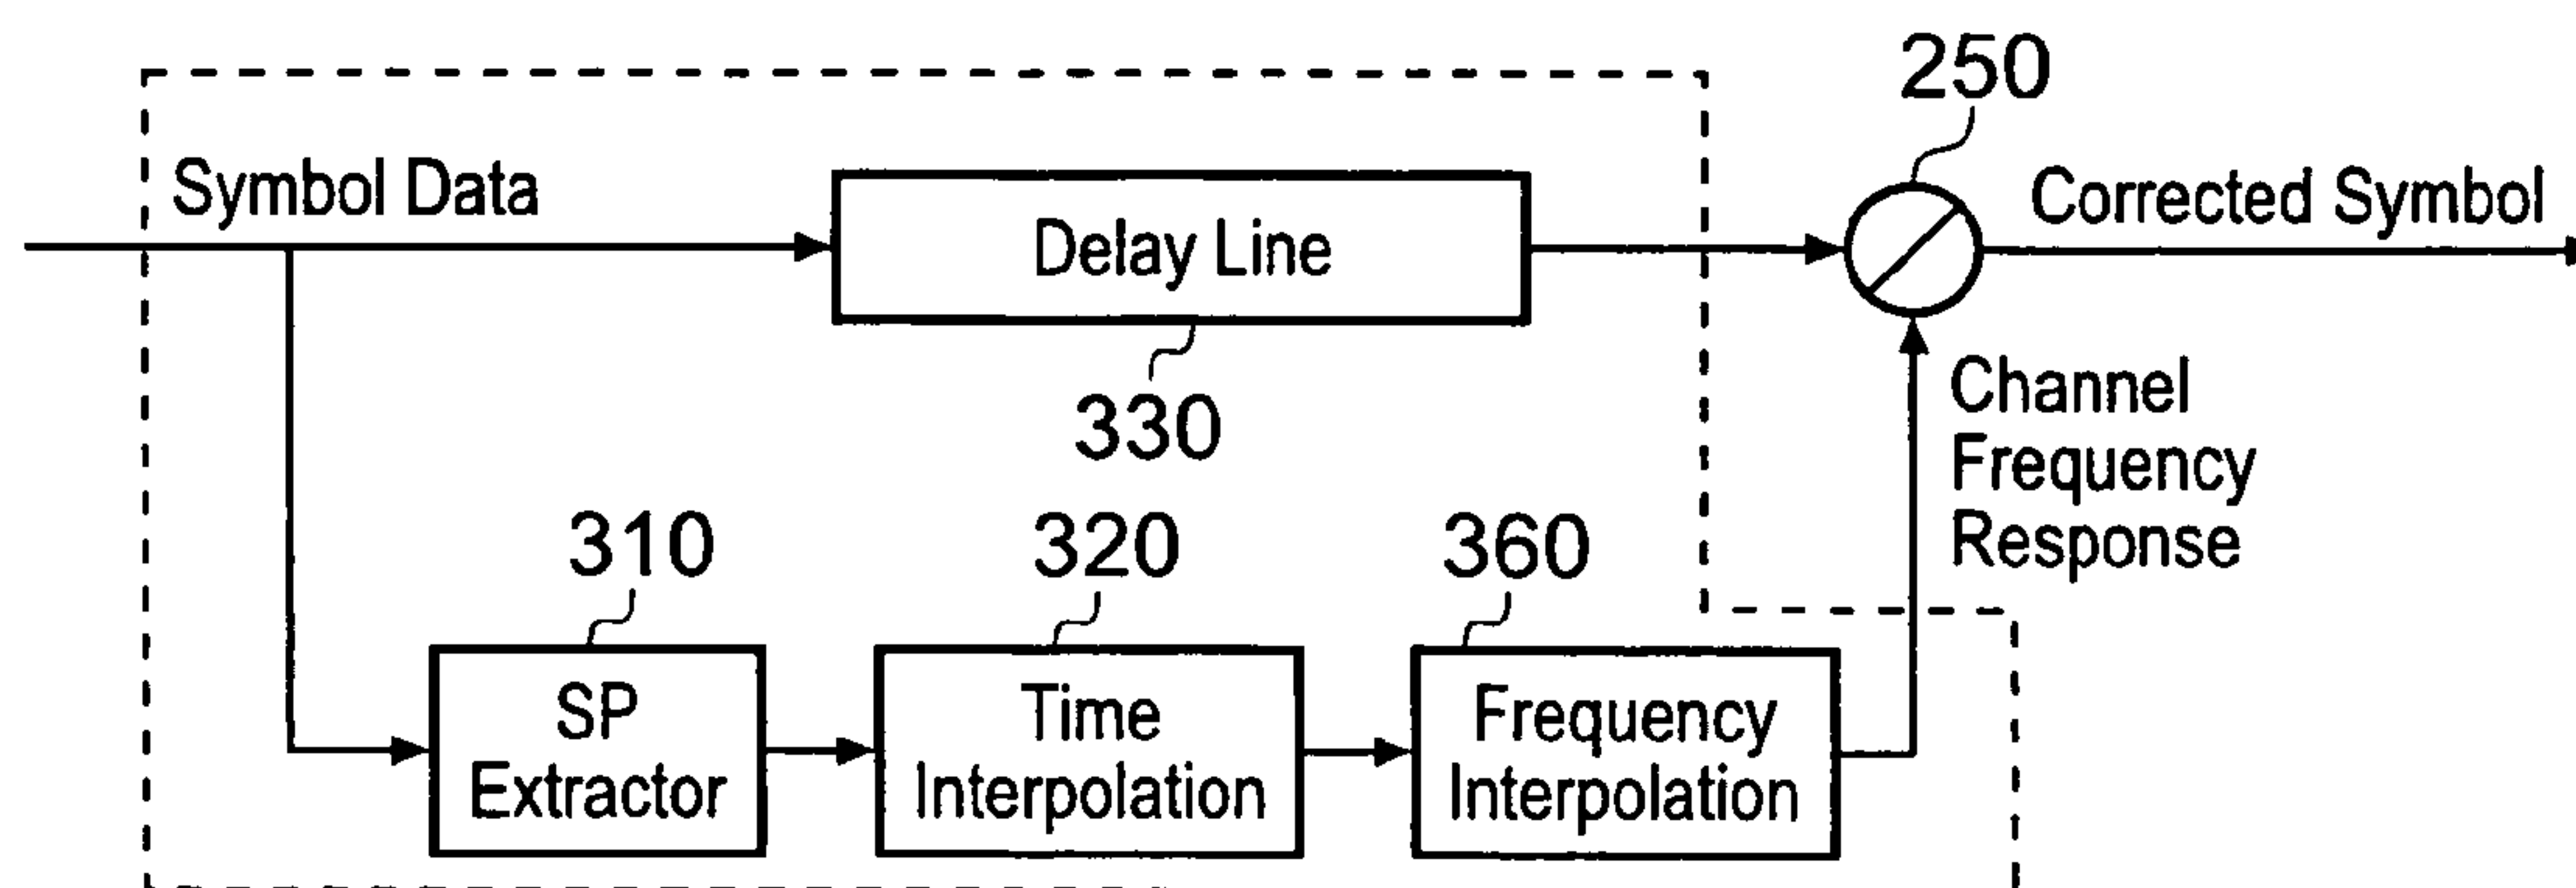 250
Symbol Data
Corrected Symbol
Delay Line
330
Channel
Frequency
Response
310
320
360
SP
Extractor
Time
Interpolation
Frequency
Interpolation